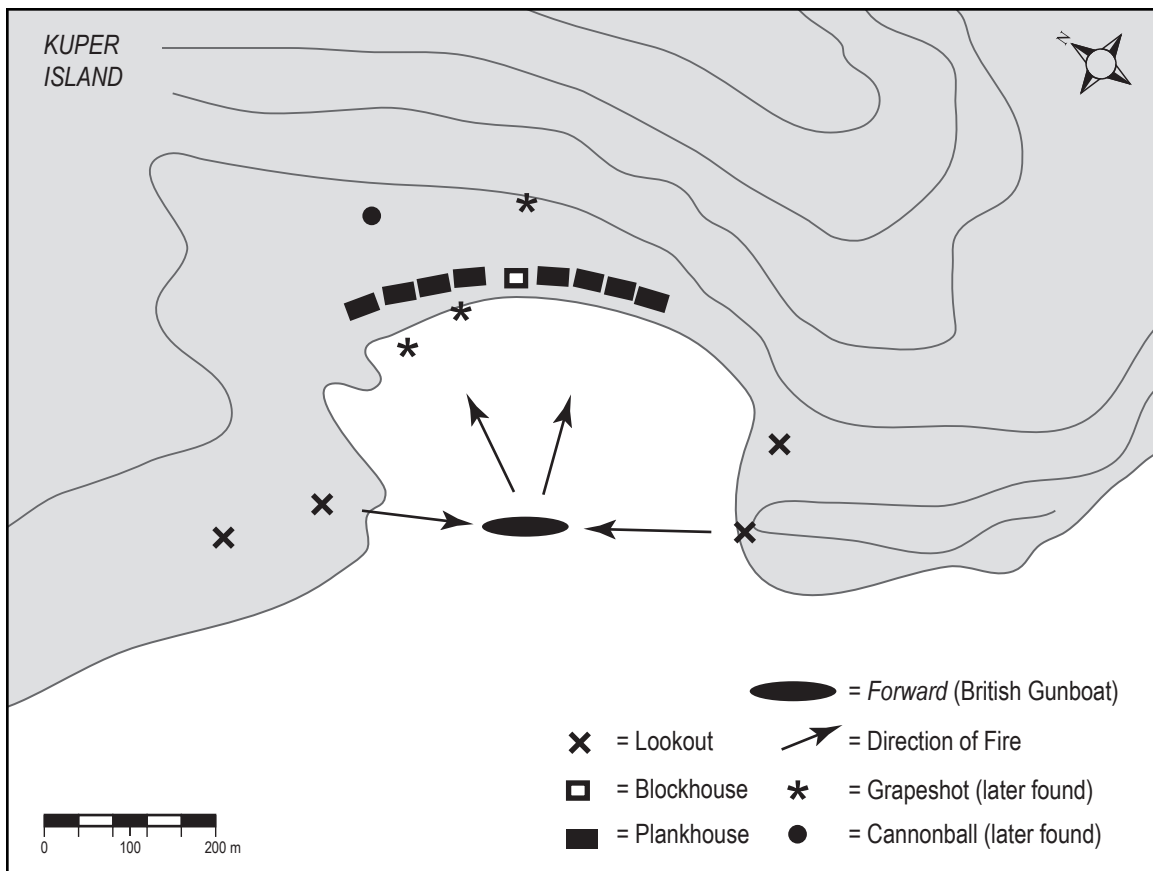 KUPER
ISLAND
N
= Forward (British Gunboat)
= Lookout
= Direction of Fire
= Blockhouse
= Grapeshot (later found)
= Plankhouse
= Cannonball (later found)
0 100 200 m